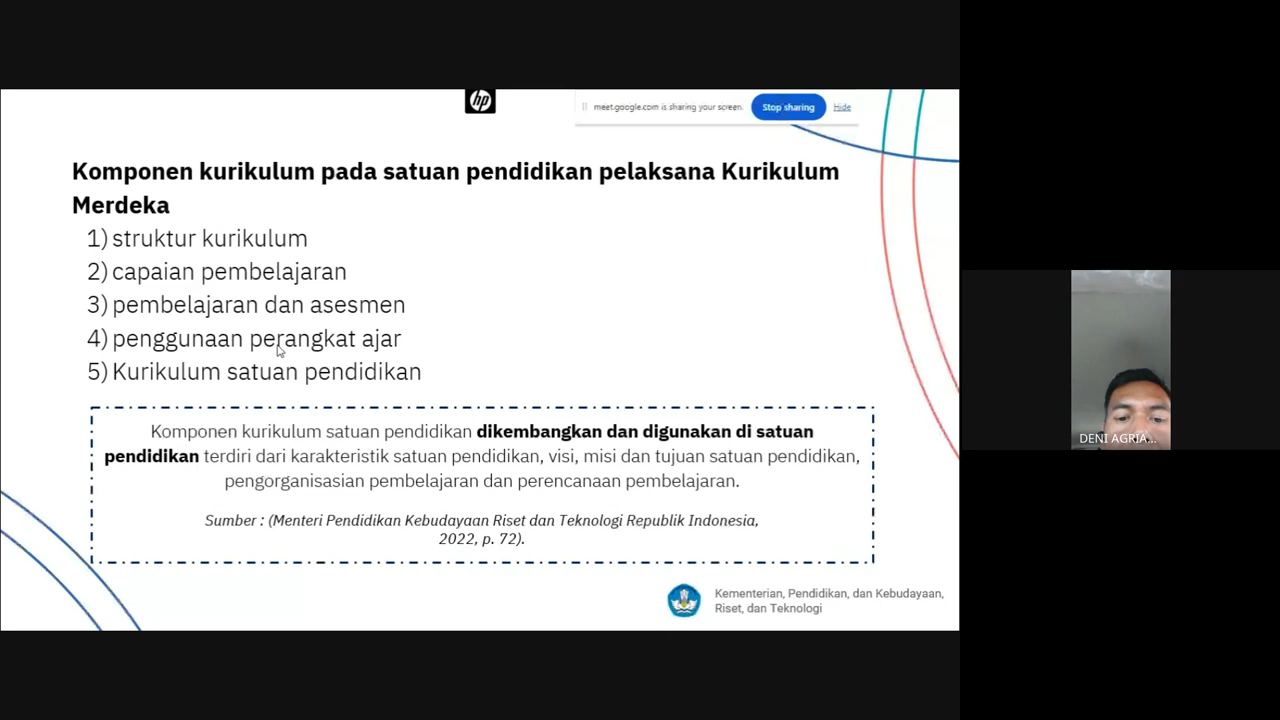 hp
meet.google.com is sharing your screen.
Stop sharing
Hide
Komponen kurikulum pada satuan pendidikan pelaksana Kurikulum
Merdeka
1) struktur kurikulum
2) capaian pembelajaran
3) pembelajaran dan asesmen
4) penggunaan perangkat ajar
5) Kurikulum satuan pendidikan
Komponen kurikulum satuan pendidikan dikembangkan dan digunakan di satuan
pendidikan terdiri dari karakteristik satuan pendidikan, visi, misi dan tujuan satuan pendidikan,
pengorganisasian pembelajaran dan perencanaan pembelajaran.
Sumber : (Menteri Pendidikan Kebudayaan Riset dan Teknologi Republik Indonesia,
2022, p. 72).
Kementerian, Pendidikan, dan Kebudayaan,
Riset, dan Teknologi
DENI AGRIA...